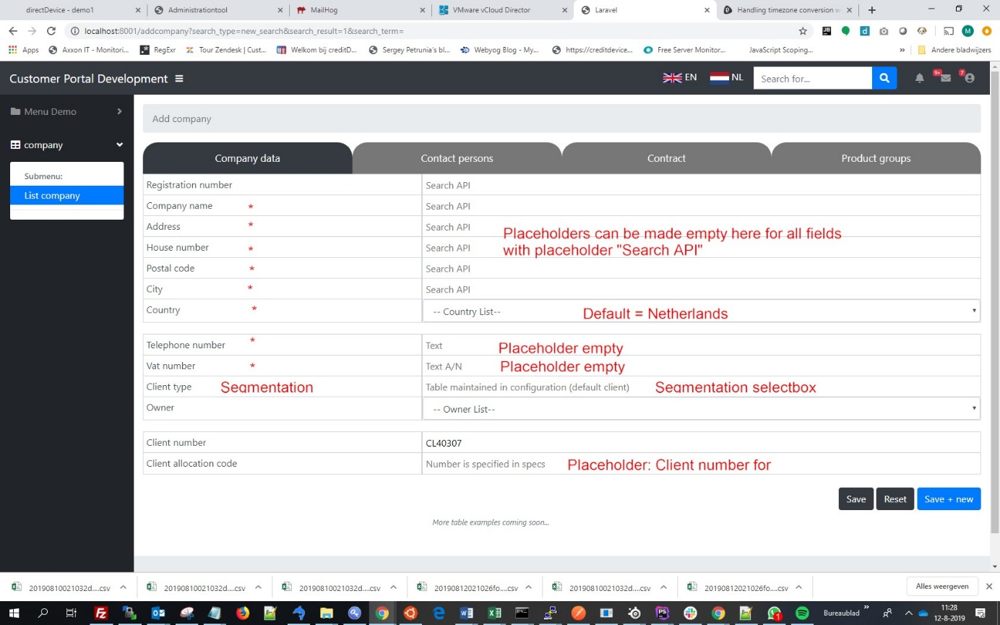 directDevice - demo1 Administrationtool MailHog VMware vCloud Director Laravel Handling timezone conversion w
localhost:8001/addcompany?search_type=new_search&search_result=1&search_term=
Apps Axxon IT - Monitori... RegExr Tour Zendesk | Cust... Welkom bij creditD... Sergey Petrunia's bl... Webyog Blog - My... https://creditdevice... Free Server Monitor... JavaScript Scoping... » Andere bladwijzers
Customer Portal Development EN NL Search for... 9+ 7
Menu Demo
Add company
company
Submenu:
List company
Company data Contact persons Contract Product groups
Registration number Search API
Company name * Search API
Address * Search API
Placeholders can be made empty here for all fields
House number * Search API
with placeholder "Search API"
Postal code * Search API
City * Search API
Country * -- Country List-- Default = Netherlands
Telephone number * Text Placeholder empty
Vat number * Text A/N Placeholder empty
Client type Segmentation Table maintained in configuration (default client) Segmentation selectbox
Owner -- Owner List--
Client number CL40307
Client allocation code Number is specified in specs Placeholder: Client number for
Save Reset Save + new
More table examples coming soon...
20190810021032d....csv 20190810021032d....csv 20190810021032d....csv 20190812021026fo....csv 20190810021032d....csv 20190812021026fo....csv Alles weergeven
Bureaublad » 11:28
12-8-2019